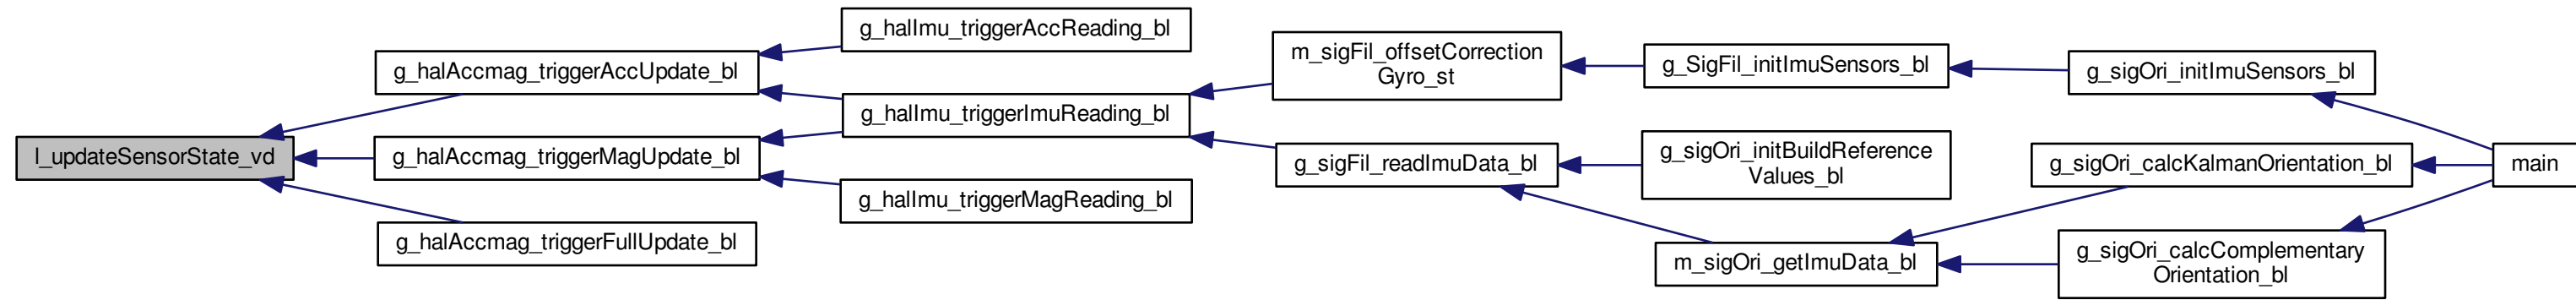 l_updateSensorState_vd
g_halAccmag_triggerAccUpdate_bl
g_halAccmag_triggerMagUpdate_bl
g_halAccmag_triggerFullUpdate_bl
g_halImu_triggerAccReading_bl
g_halImu_triggerImuReading_bl
g_halImu_triggerMagReading_bl
m_sigFil_offsetCorrection
Gyro_st
g_sigFil_readImuData_bl
g_SigFil_initImuSensors_bl
g_sigOri_initBuildReference
Values_bl
m_sigOri_getImuData_bl
g_sigOri_initImuSensors_bl
g_sigOri_calcKalmanOrientation_bl
g_sigOri_calcComplementary
Orientation_bl
main